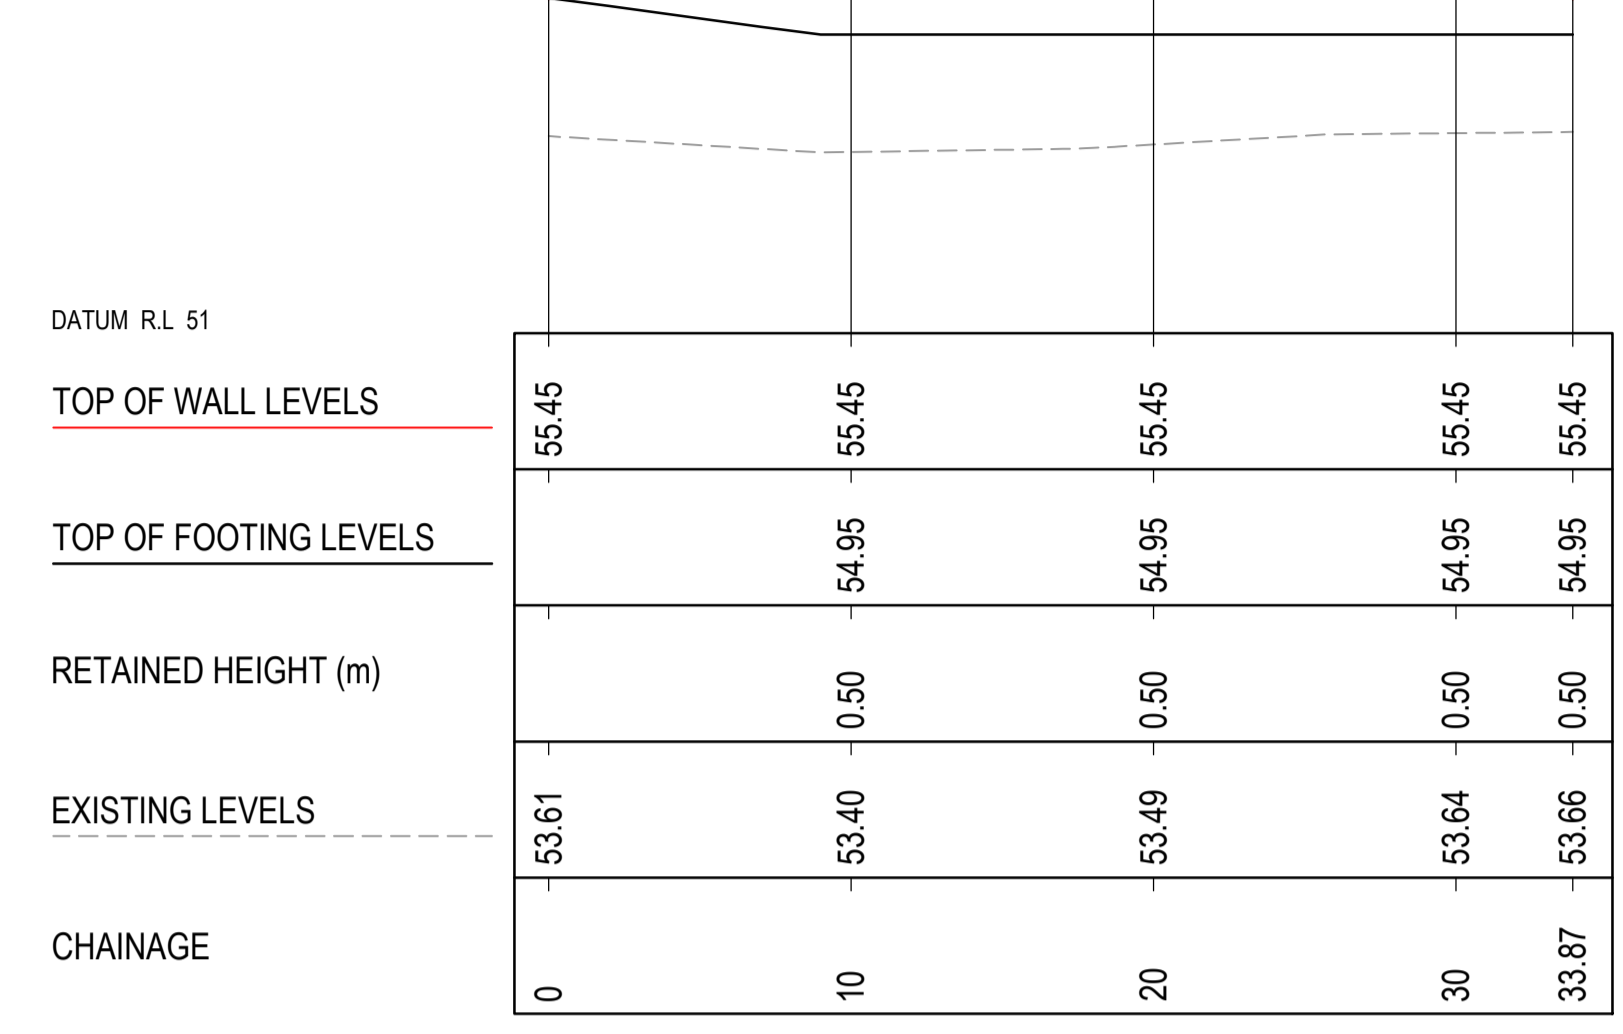 DATUM R.L 51
TOP OF WALL LEVELS 55.45 55.45 55.45 55.45 55.45
TOP OF FOOTING LEVELS 54.95 54.95 54.95 54.95
RETAINED HEIGHT (m) 0.50 0.50 0.50 0.50
EXISTING LEVELS 53.61 53.40 53.49 53.64 53.66
CHAINAGE 0 10 20 30 33.87